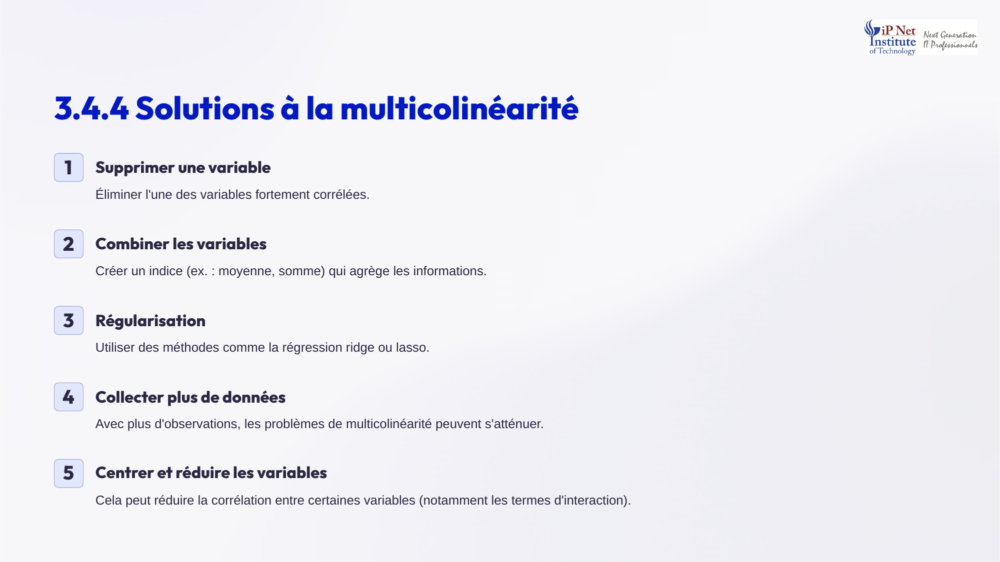 iP Net
Institute
of Technology
Next Generation
IT Professionnels
3.4.4 Solutions à la multicolinéarité
1
Supprimer une variable
Éliminer l'une des variables fortement corrélées.
2
Combiner les variables
Créer un indice (ex. : moyenne, somme) qui agrège les informations.
3
Régularisation
Utiliser des méthodes comme la régression ridge ou lasso.
4
Collecter plus de données
Avec plus d'observations, les problèmes de multicolinéarité peuvent s'atténuer.
5
Centrer et réduire les variables
Cela peut réduire la corrélation entre certaines variables (notamment les termes d'interaction).